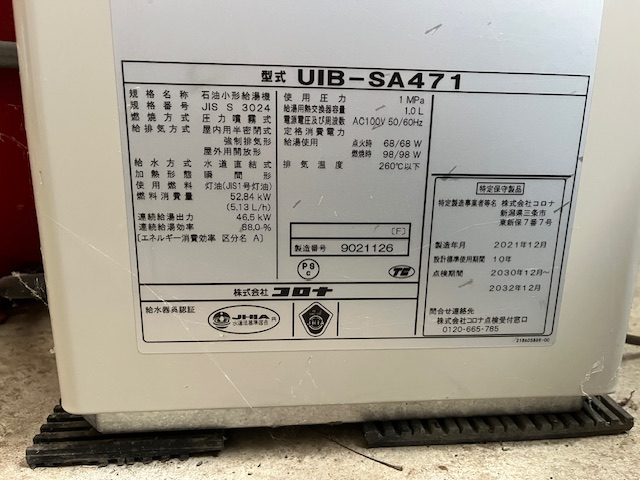 型式 UIB-SA471
規格名称 石油小形給湯機
規格番号 JIS S 3024
燃焼方式 圧力噴霧式
給排気方式 屋内用半密閉式
強制排気形
屋外用開放形
給水方式 水道直結式
加熱形態 瞬間形
使用燃料 灯油(JIS1号灯油)
燃料消費量 52.84 kW
(5.13 L/h)
連続給湯出力 46.5 kW
連続給湯効率 88.0%
[エネルギー消費効率 区分名 A]
使用圧力 1 MPa
給湯用熱交換器容量 1.0 L
電源電圧及び周波数 AC100V 50/60Hz
定格消費電力
給湯使用 点火時 68/68 W
燃焼時 98/98 W
排気温度 260℃以下
[F]
製造番号 9021126
PS
C
株式会社 コロナ
給水器具認証
JHIA
水道法基準適合
特定保守製品
特定製造事業者等名 株式会社コロナ
新潟県三条市
東新保7番7号
製造年月 2021年12月
設計標準使用期間 10年
点検期間 2030年12月～
2032年12月
問合せ連絡先
株式会社コロナ点検受付窓口
0120-665-785